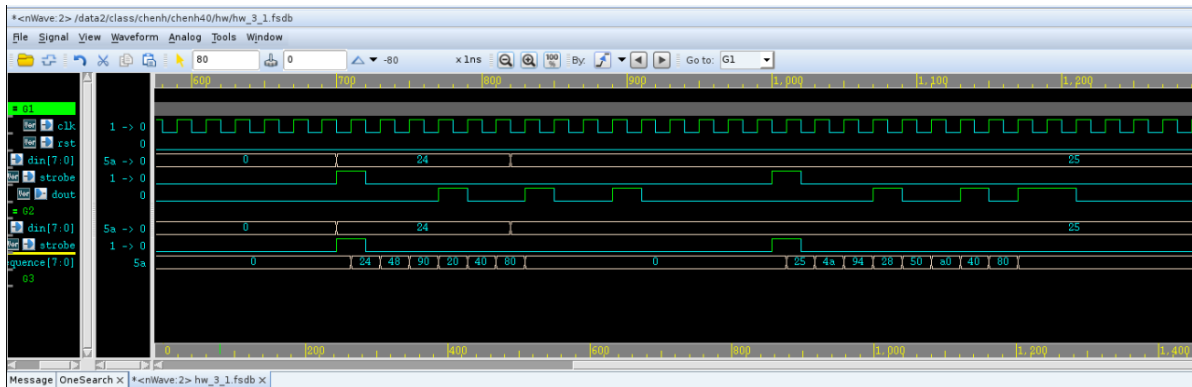 *<nWave:2> /data2/class/chenh/chenh40/hw/hw_3_1.fsdb
File Signal View Waveform Analog Tools Window
80 0 -80 x 1ns 100 % By: Go to: G1
600 700 800 900 1,000 1,100 1,200
G1
clk 1 -> 0
rst 0
din[7:0] 5a -> 0 0 24 25
strobe 1 -> 0
dout 0
G2
din[7:0] 5a -> 0 0 24 25
strobe 1 -> 0
quence[7:0] 5a 0 24 48 90 20 40 80 0 25 4a 94 28 50 a0 40 80
G3
0 200 400 600 800 1,000 1,200 1,400
Message OneSearch × *<nWave:2> hw_3_1.fsdb ×